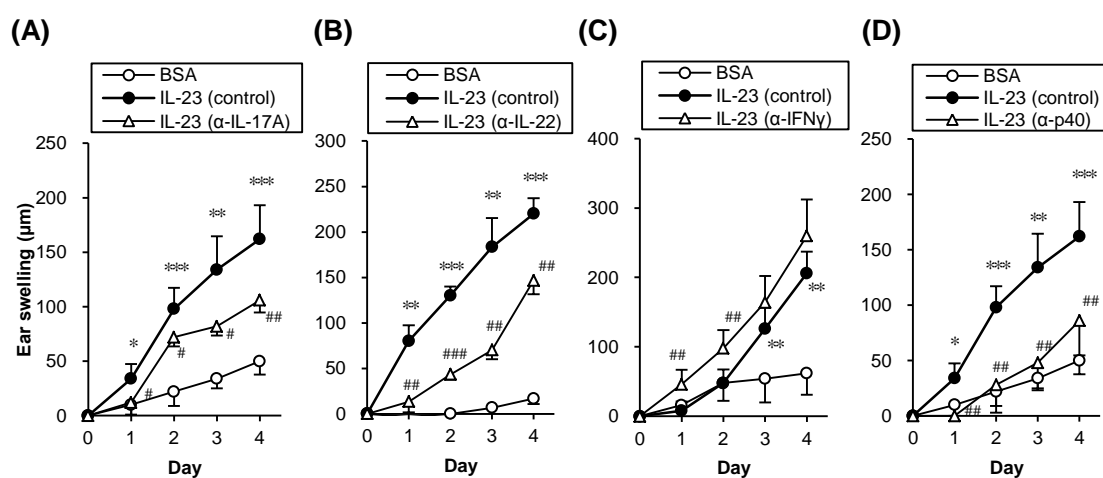 (A)
BSA
IL-23 (control)
IL-23 (α-IL-17A)
Ear swelling (μm)
250
200
150
100
50
0
0 1 2 3 4
Day
*
***
**
***
#
#
#
##
(B)
BSA
IL-23 (control)
IL-23 (α-IL-22)
300
250
200
150
100
50
0
0 1 2 3 4
Day
**
***
**
***
##
###
##
##
(C)
BSA
IL-23 (control)
IL-23 (α-IFNγ)
400
300
200
100
0
0 1 2 3 4
Day
##
##
**
**
(D)
BSA
IL-23 (control)
IL-23 (α-p40)
250
200
150
100
50
0
0 1 2 3 4
Day
*
***
**
***
##
##
##
##